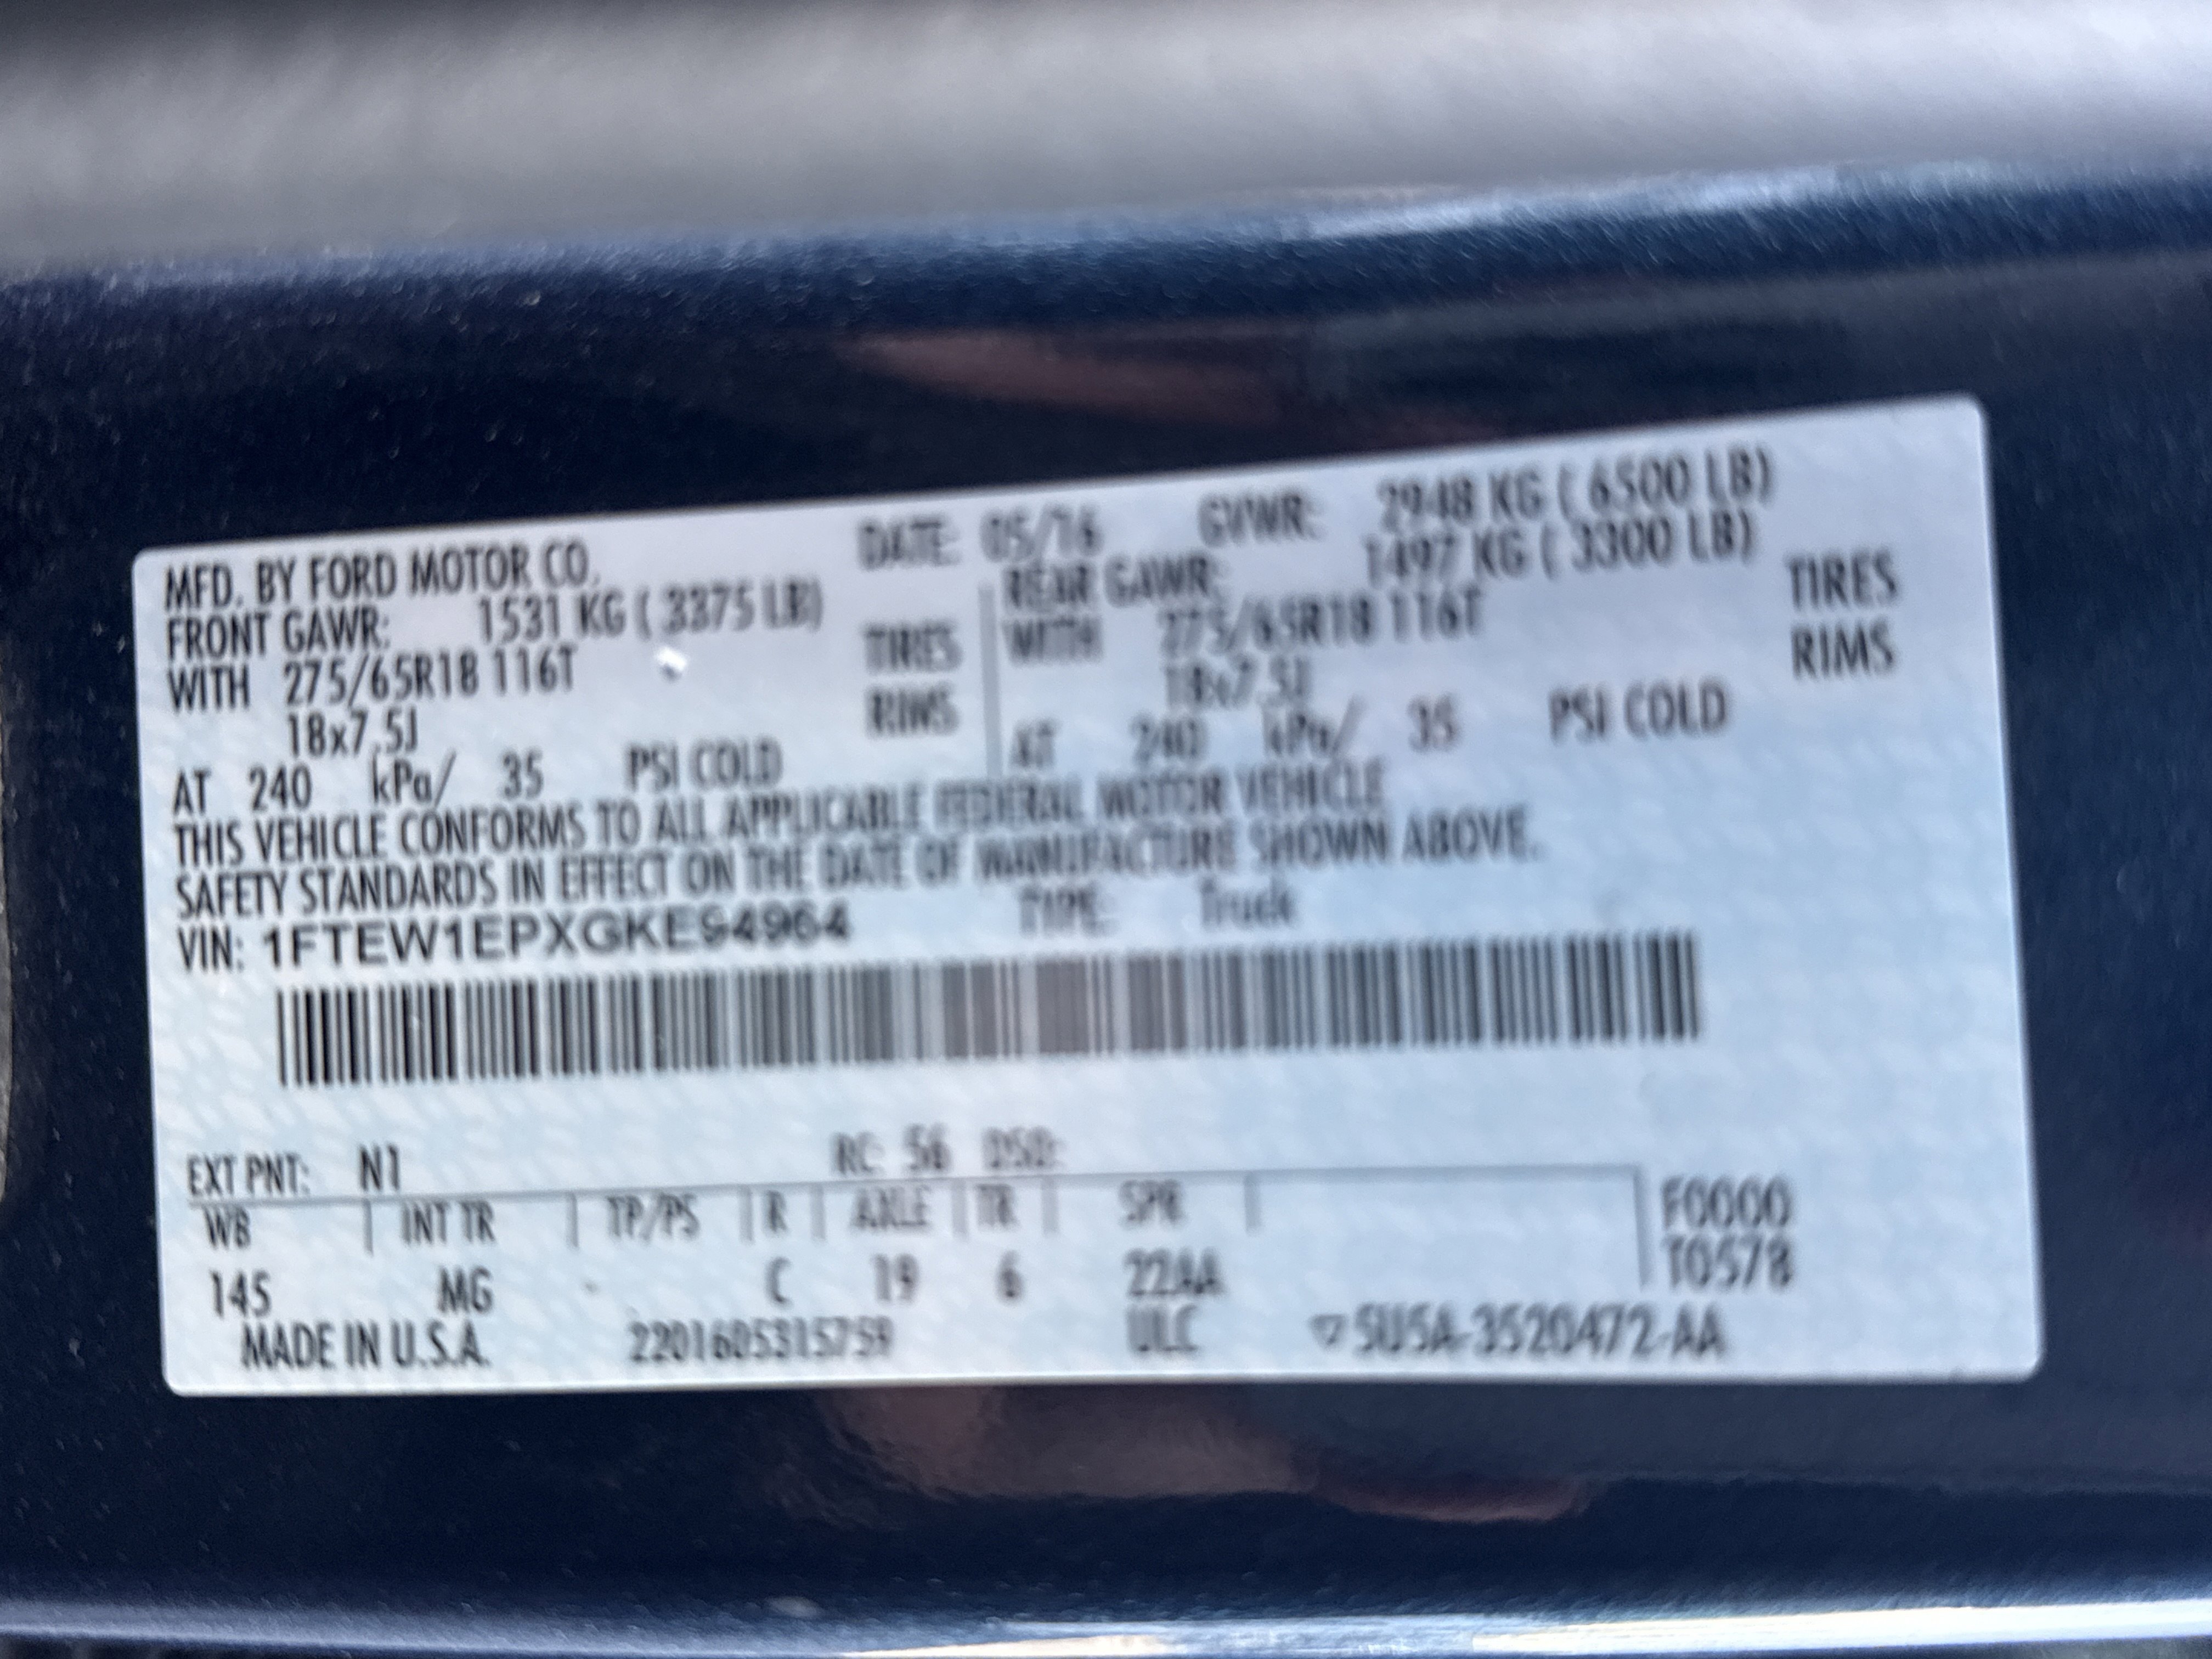 MFD. BY FORD MOTOR CO. DATE: 05/16 GVWR: 2948 KG ( 6500 LB)
FRONT GAWR: 1531 KG ( 3375 LB) REAR GAWR: 1497 KG ( 3300 LB)
WITH 275/65R18 116T TIRES WITH 275/65R18 116T TIRES
18x7.5J RIMS 18x7.5J RIMS
AT 240 kPa/ 35 PSI COLD AT 240 kPa/ 35 PSI COLD
THIS VEHICLE CONFORMS TO ALL APPLICABLE FEDERAL MOTOR VEHICLE
SAFETY STANDARDS IN EFFECT ON THE DATE OF MANUFACTURE SHOWN ABOVE.
VIN: 1FTEW1EPXGKE94964 TYPE: Truck
EXT PNT: N1 RC: 56 DSO:
WB | INT TR | TP/PS | R | AXLE | TR | SPR | F0000
145 MG - C 19 6 22AA T0578
MADE IN U.S.A. 2201605315759 ULC ▽5U5A-3520472-AA